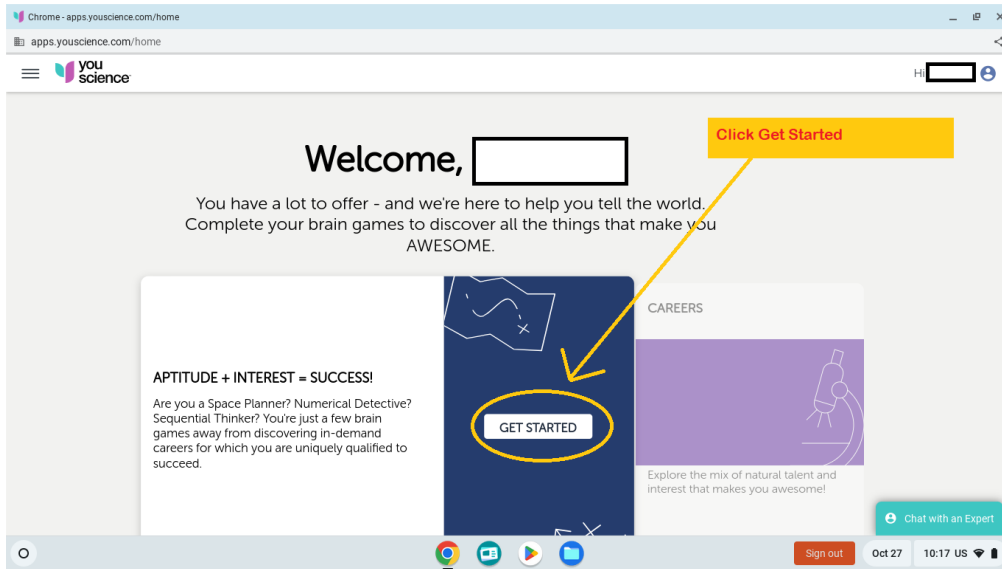 Chrome - apps.youscience.com/home
apps.youscience.com/home
you
science
Hi
Click Get Started
Welcome,
You have a lot to offer - and we're here to help you tell the world.
Complete your brain games to discover all the things that make you
AWESOME.
CAREERS
APTITUDE + INTEREST = SUCCESS!
Are you a Space Planner? Numerical Detective?
Sequential Thinker? You're just a few brain
games away from discovering in-demand
careers for which you are uniquely qualified to
succeed.
GET STARTED
Explore the mix of natural talent and
interest that makes you awesome!
Chat with an Expert
Sign out
Oct 27
10:17 US